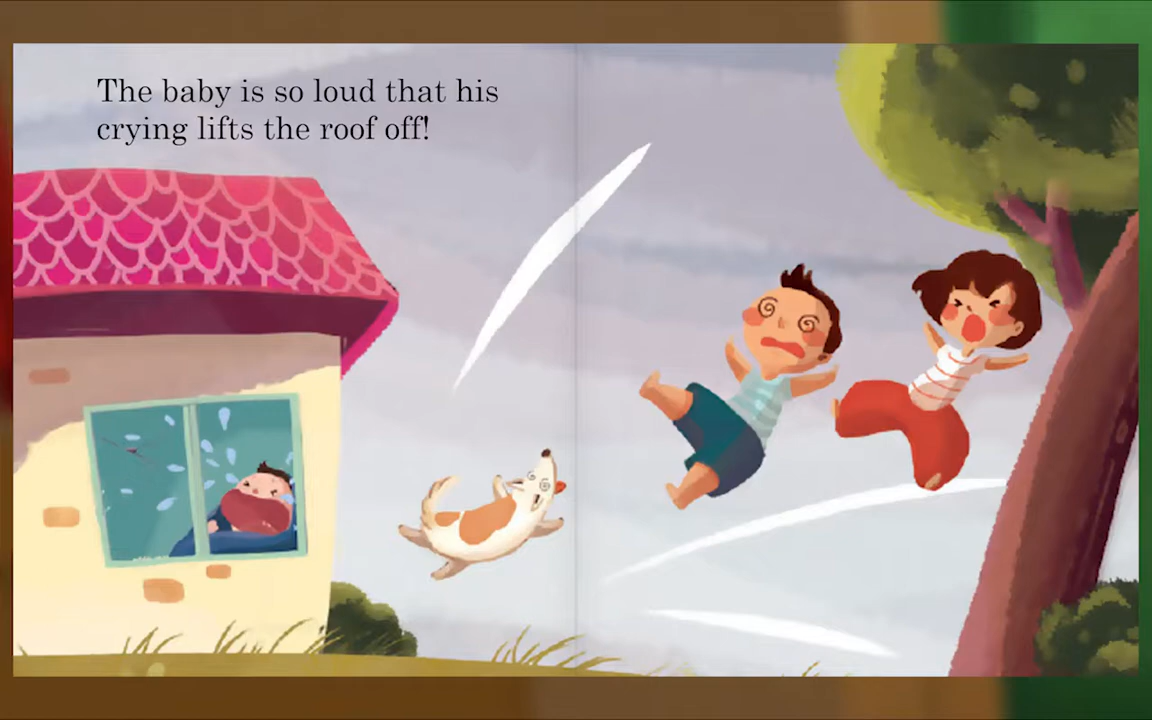 The baby is so loud that his
crying lifts the roof off!